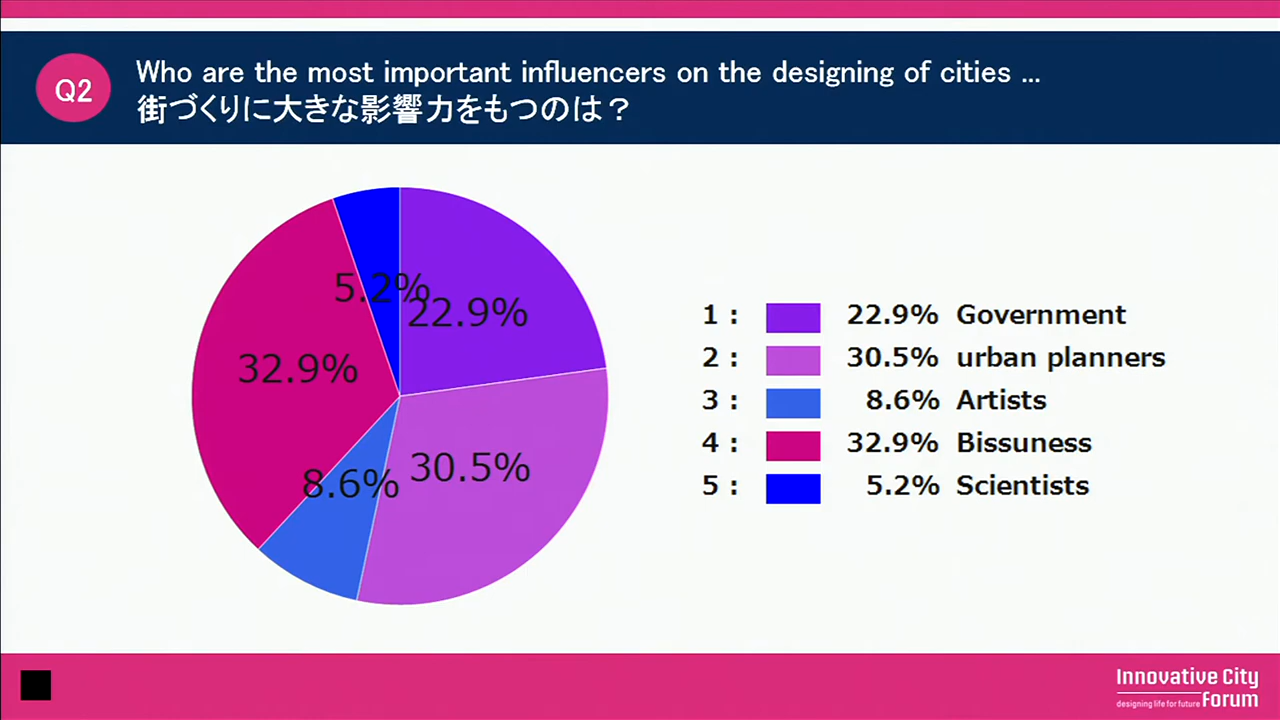 Q2
Who are the most important influencers on the designing of cities ...
街づくりに大きな影響力をもつのは？
5.2%
22.9%
32.9%
30.5%
8.6%
1 : 22.9% Government
2 : 30.5% urban planners
3 : 8.6% Artists
4 : 32.9% Bissuness
5 : 5.2% Scientists
Innovative City
designing life for future Forum